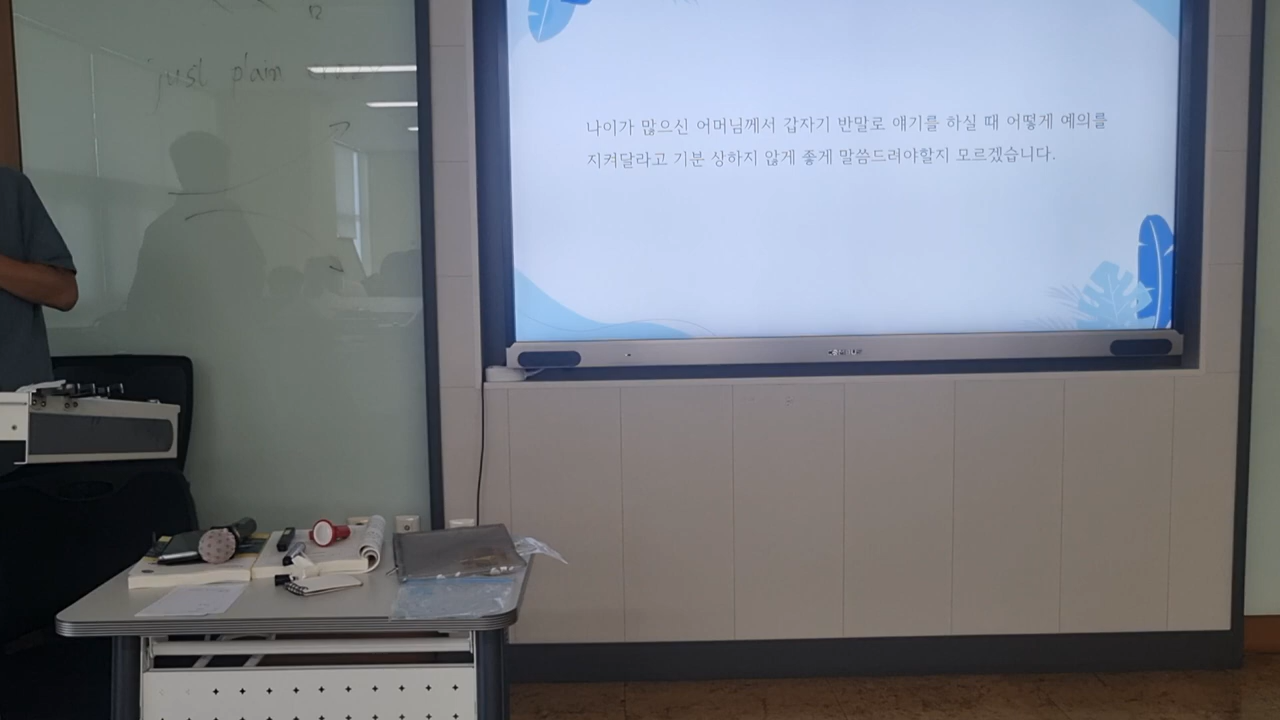 just plain crazy
나이가 많으신 어머님께서 갑자기 반말로 얘기를 하실 때 어떻게 예의를
지켜달라고 기분 상하지 않게 좋게 말씀드려야할지 모르겠습니다.